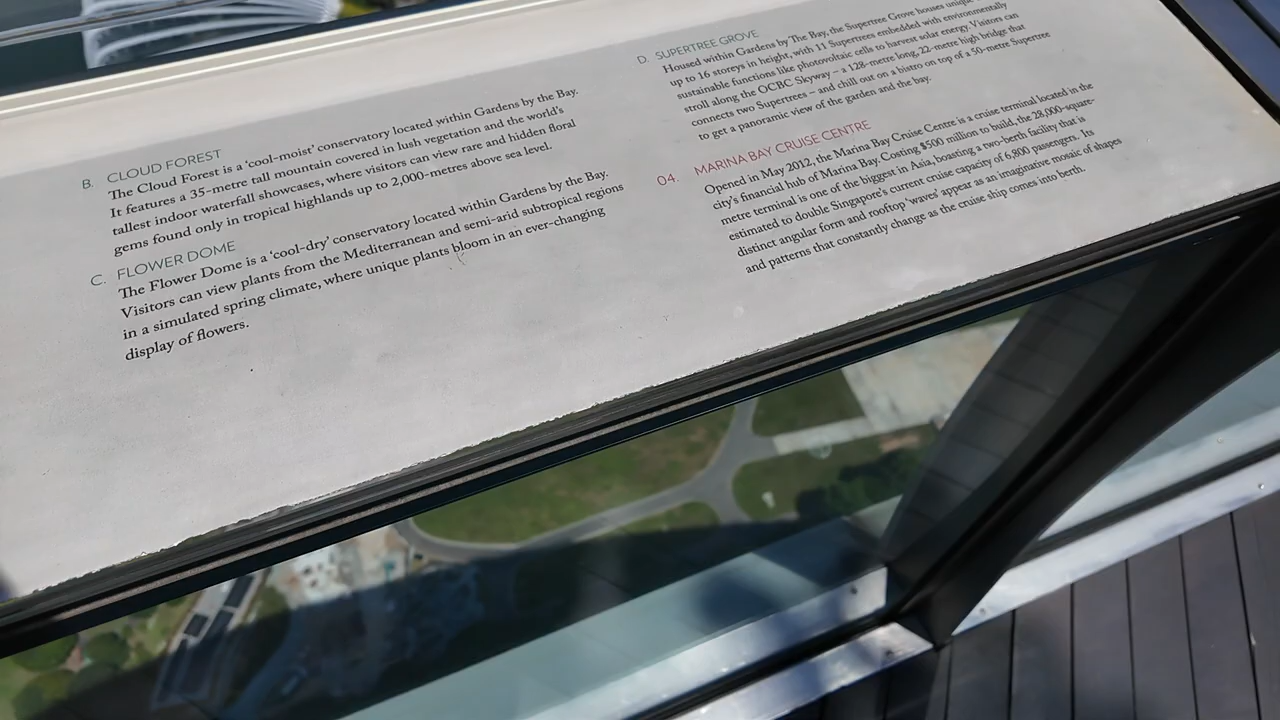 B. CLOUD FOREST
The Cloud Forest is a ‘cool-moist’ conservatory located within Gardens by the Bay.
It features a 35-metre tall mountain covered in lush vegetation and the world’s
tallest indoor waterfall showcases, where visitors can view rare and hidden floral
gems found only in tropical highlands up to 2,000-metres above sea level.
C. FLOWER DOME
The Flower Dome is a ‘cool-dry’ conservatory located within Gardens by the Bay.
Visitors can view plants from the Mediterranean and semi-arid subtropical regions
in a simulated spring climate, where unique plants bloom in an ever-changing
display of flowers.
D. SUPERTREE GROVE
Housed within Gardens by The Bay, the Supertree Grove houses unique
up to 16 storeys in height, with 11 Supertrees embedded with environmentally
sustainable functions like photovoltaic cells to harvest solar energy. Visitors can
stroll along the OCBC Skyway – a 128-metre long, 22-metre high bridge that
connects two Supertrees – and chill out on a bistro on top of a 50-metre Supertree
to get a panoramic view of the garden and the bay.
04. MARINA BAY CRUISE CENTRE
Opened in May 2012, the Marina Bay Cruise Centre is a cruise terminal located in the
city’s financial hub of Marina Bay. Costing $500 million to build, the 28,000-square-
metre terminal is one of the biggest in Asia, boasting a two-berth facility that is
estimated to double Singapore’s current cruise capacity of 6,800 passengers. Its
distinct angular form and rooftop ‘waves’ appear as an imaginative mosaic of shapes
and patterns that constantly change as the cruise ship comes into berth.